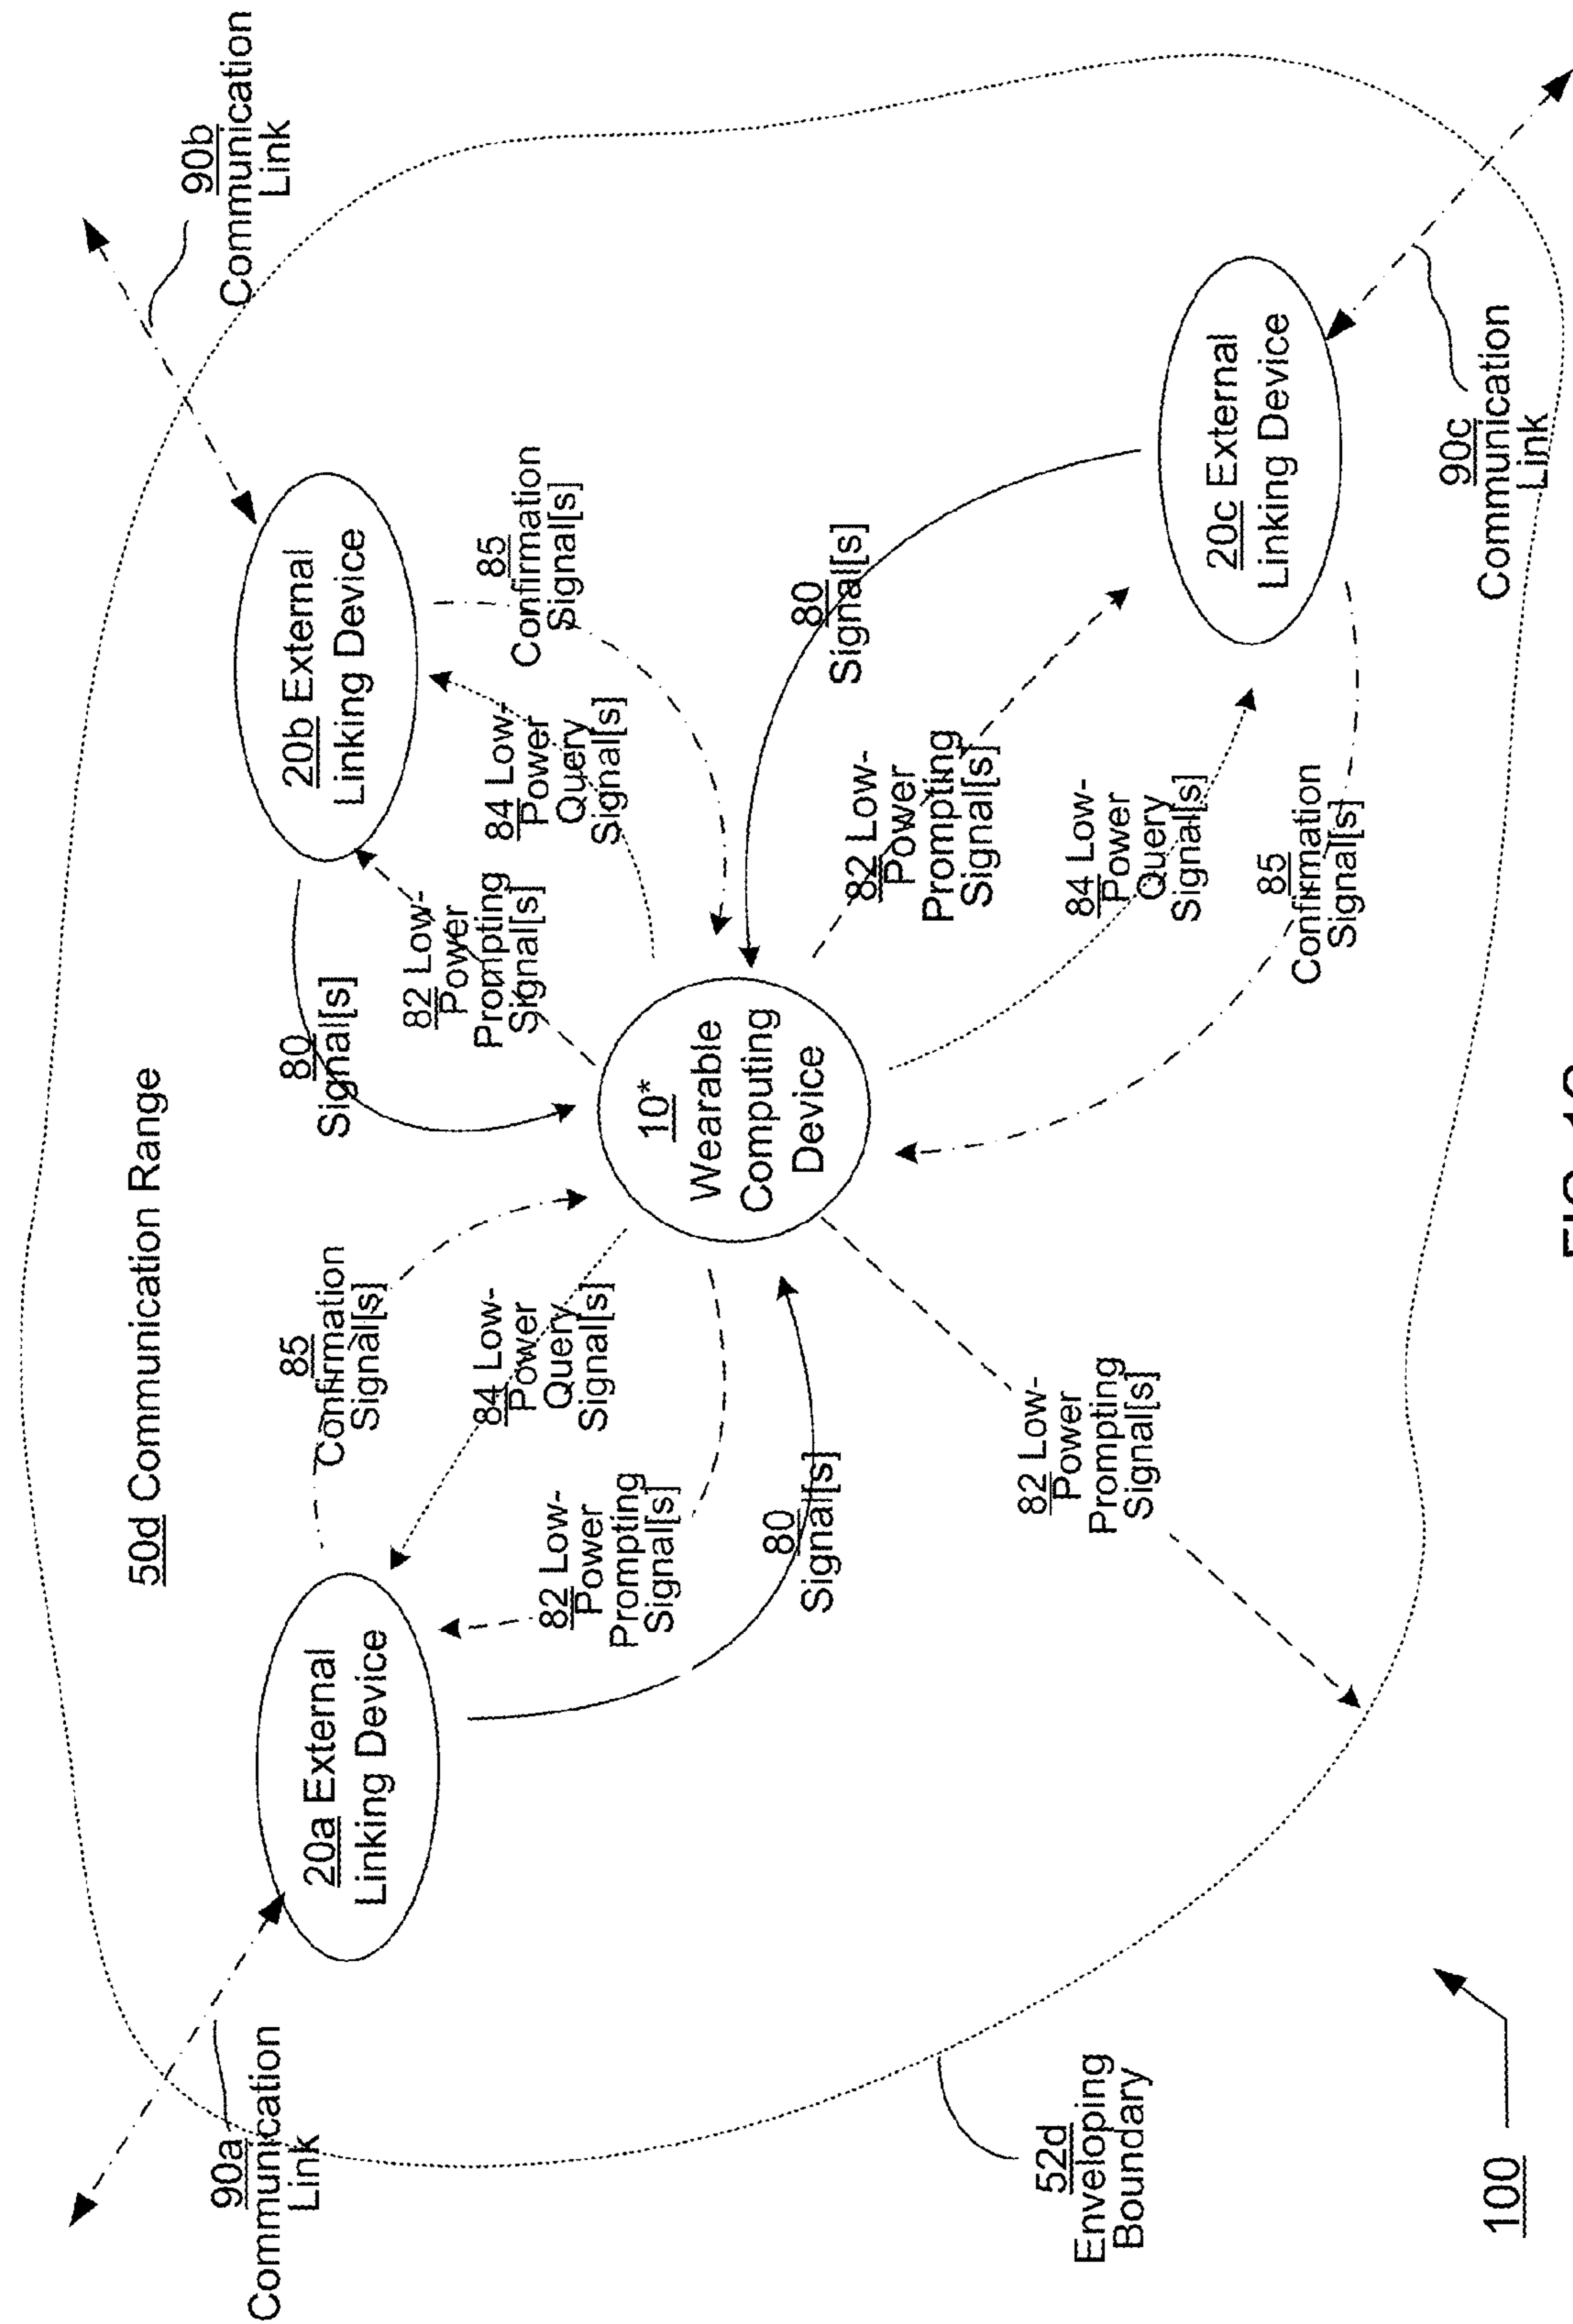 50d Communication Range
90a
Communication
Link
90b
Communication
Link
20a External
Linking Device
85
Confirmation
Signal[s]
84 Low-
Power
Query
Signal[s]
82 Low-
Power
Prompting
Signal[s]
80
Signal[s]
20b External
Linking Device
80
Signal[s]
82 Low-
Power
Prompting
Signal[s]
84 Low-
Power
Query
Signal[s]
85
Confirmation
Signal[s]
10*
Wearable
Computing
Device
80
Signal[s]
82 Low-
Power
Prompting
Signal[s]
84 Low-
Power
Query
Signal[s]
85
Confirmation
Signal[s]
20c External
Linking Device
82 Low-
Power
Prompting
Signal[s]
52d
Enveloping
Boundary
90c
Communication
Link
100